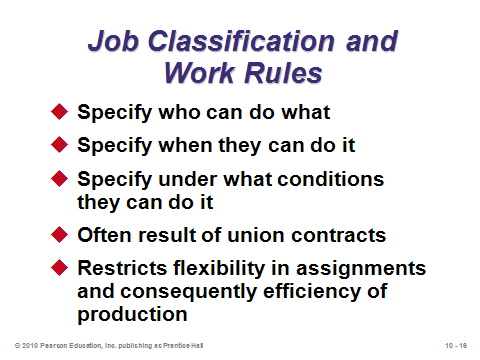 Job Classification and
Work Rules
Specify who can do what
Specify when they can do it
Specify under what conditions
they can do it
Often result of union contracts
Restricts flexibility in assignments
and consequently efficiency of
production
© 2010 Pearson Education, Inc. publishing as Prentice Hall
10 - 16